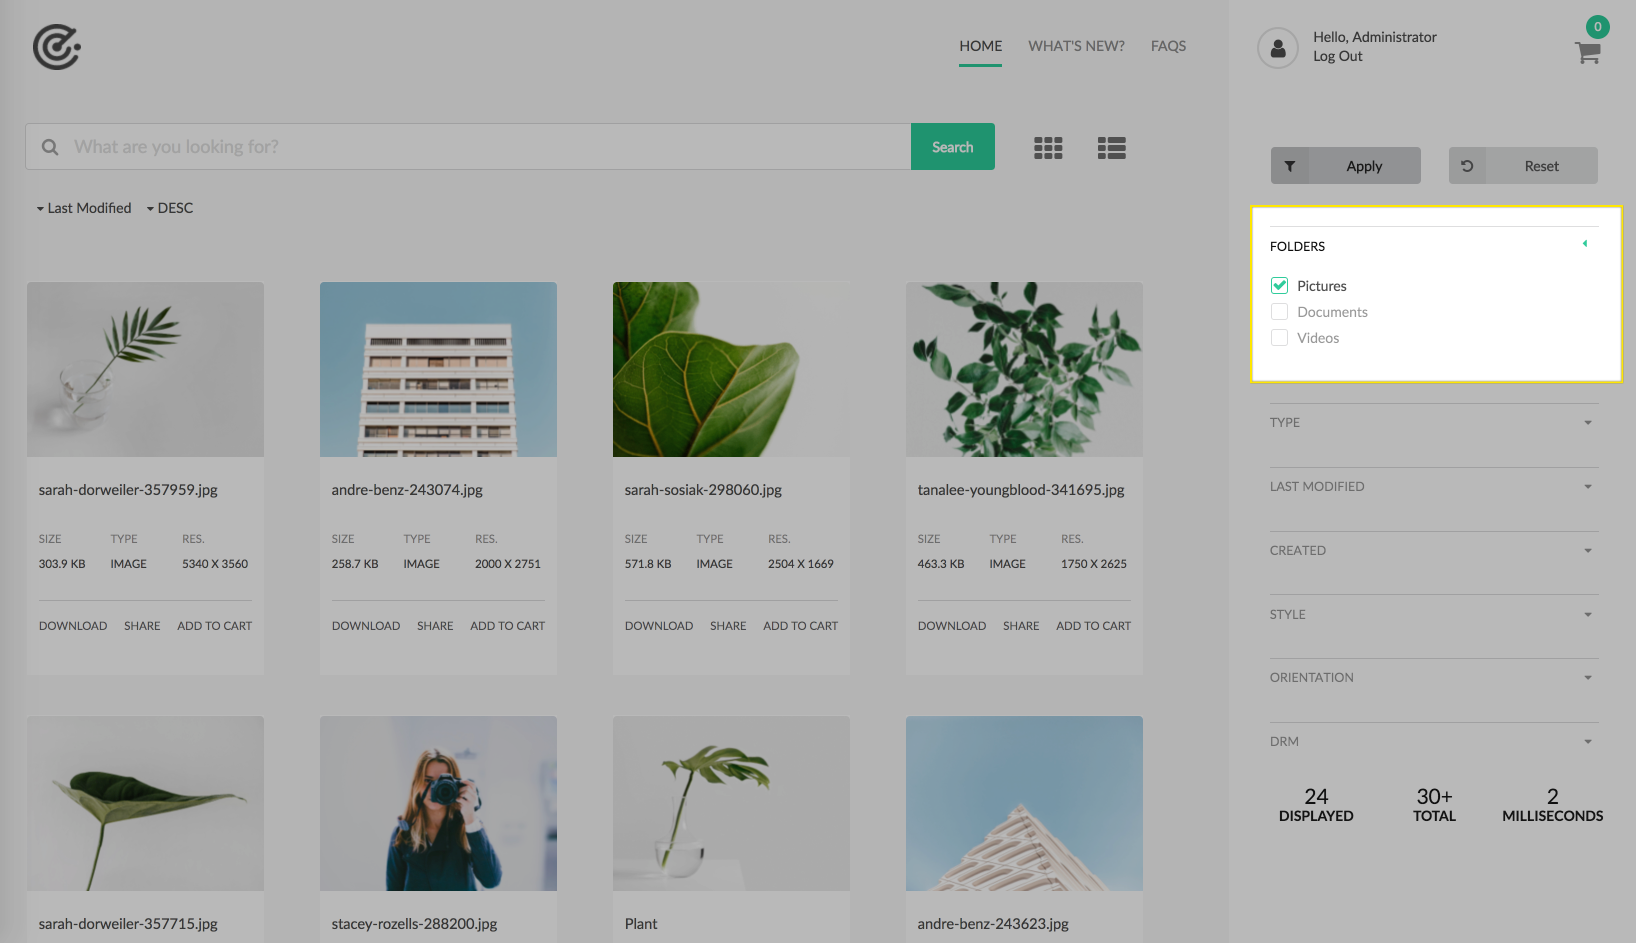 HOME WHAT'S NEW? FAQS
Hello, Administrator
Log Out
0
What are you looking for?
Search
Apply
Reset
Last Modified DESC
FOLDERS
Pictures
Documents
Videos
TYPE
LAST MODIFIED
CREATED
STYLE
ORIENTATION
DRM
24 30+ 2
DISPLAYED TOTAL MILLISECONDS
sarah-dorweiler-357959.jpg
SIZE TYPE RES.
303.9 KB IMAGE 5340 X 3560
DOWNLOAD SHARE ADD TO CART
andre-benz-243074.jpg
SIZE TYPE RES.
258.7 KB IMAGE 2000 X 2751
DOWNLOAD SHARE ADD TO CART
sarah-sosiak-298060.jpg
SIZE TYPE RES.
571.8 KB IMAGE 2504 X 1669
DOWNLOAD SHARE ADD TO CART
tanalee-youngblood-341695.jpg
SIZE TYPE RES.
463.3 KB IMAGE 1750 X 2625
DOWNLOAD SHARE ADD TO CART
sarah-dorweiler-357715.jpg
stacey-rozells-288200.jpg
Plant
andre-benz-243623.jpg